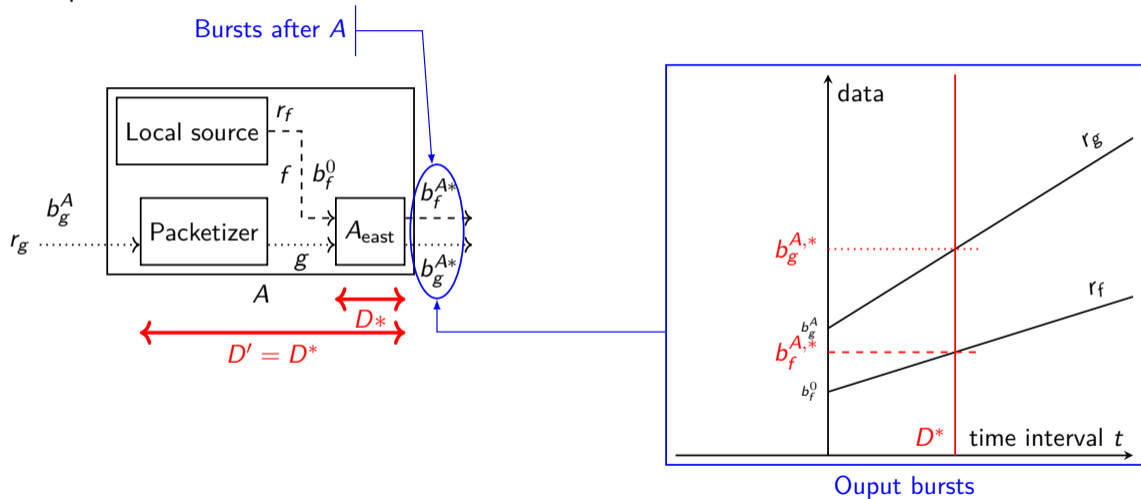 Bursts after A
Local source
r_f
f
b_f^0
b_g^A
r_g
Packetizer
g
A_east
b_f^{A*}
b_g^{A*}
A
D*
D′ = D*
data
r_g
b_g^{A,*}
r_f
b_g^A
b_f^{A,*}
b_f^0
D*
time interval t
Ouput bursts